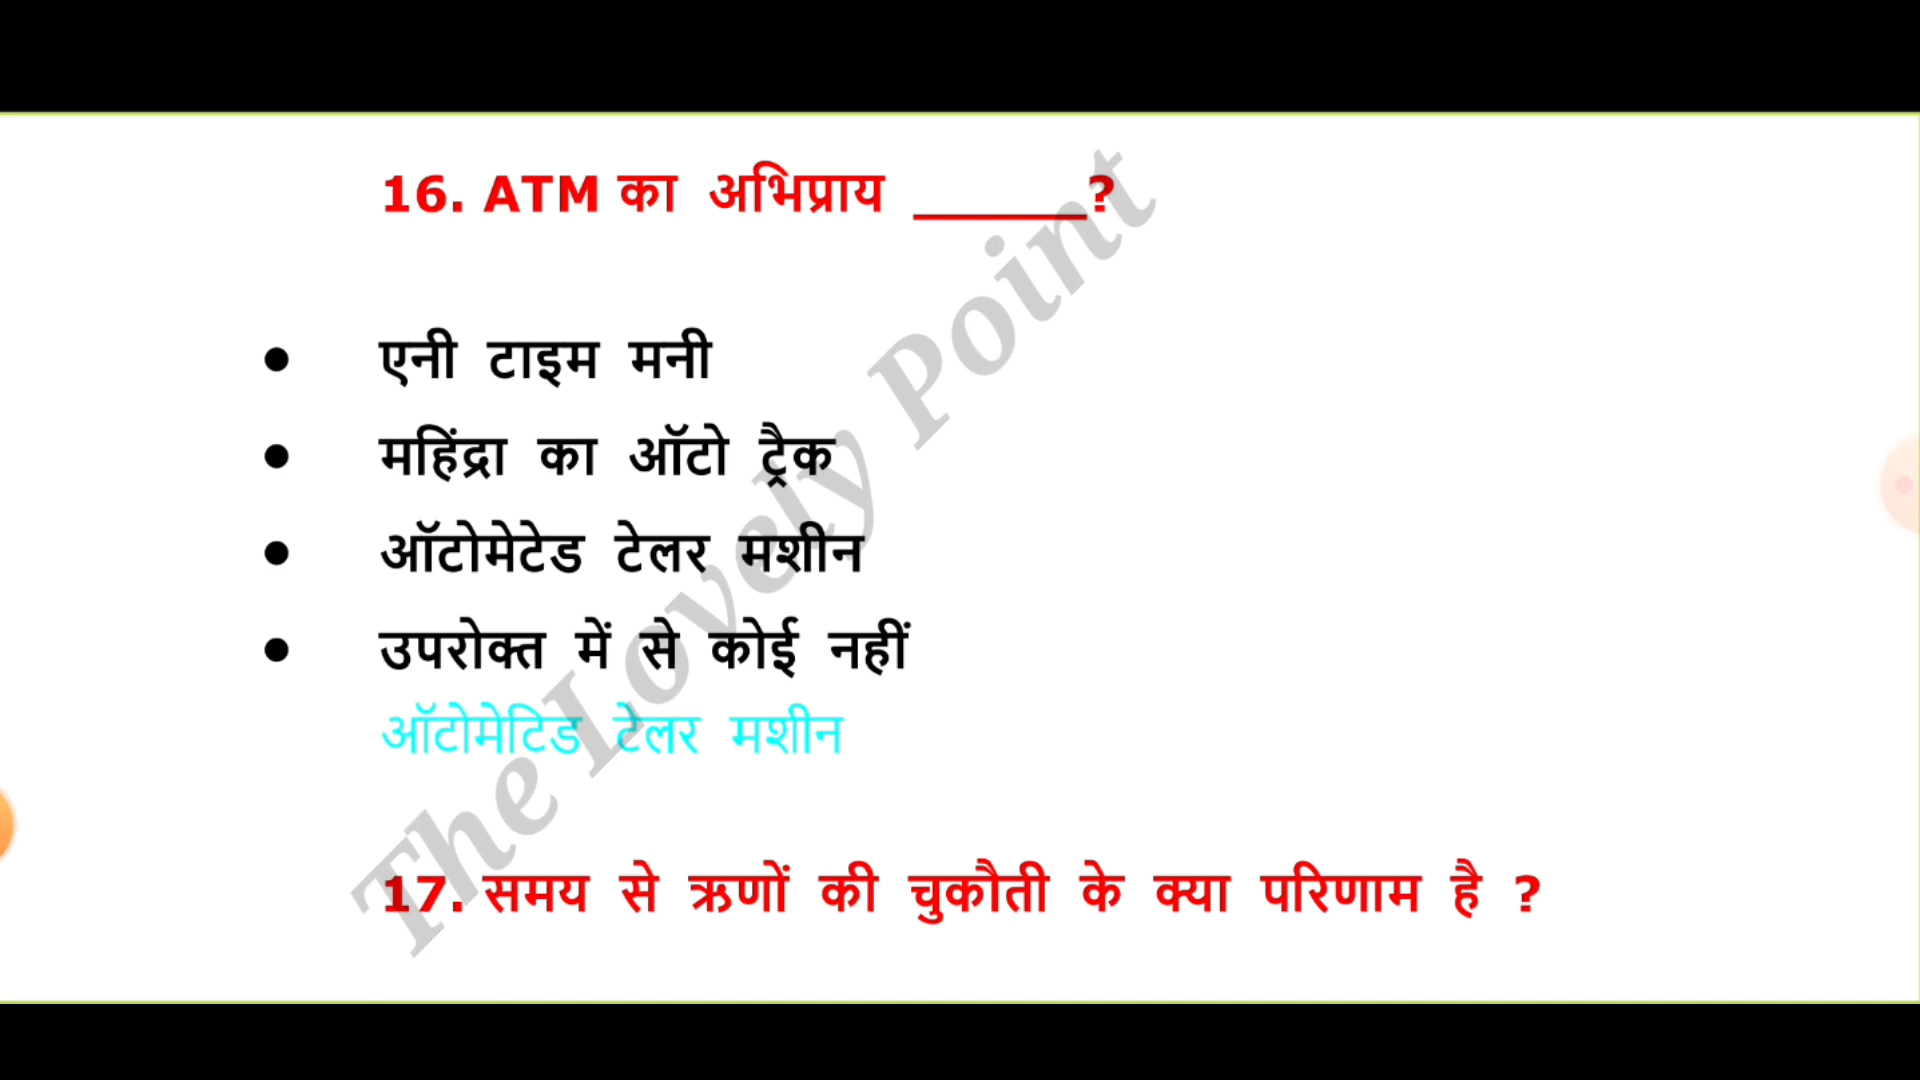 16. ATM का अभिप्राय ______?
● एनी टाइम मनी
● महिंद्रा का ऑटो ट्रैक
● ऑटोमेटेड टेलर मशीन
● उपरोक्त में से कोई नहीं
ऑटोमेटिड टेलर मशीन
17. समय से ऋणों की चुकौती के क्या परिणाम है ?
The Lovely Point